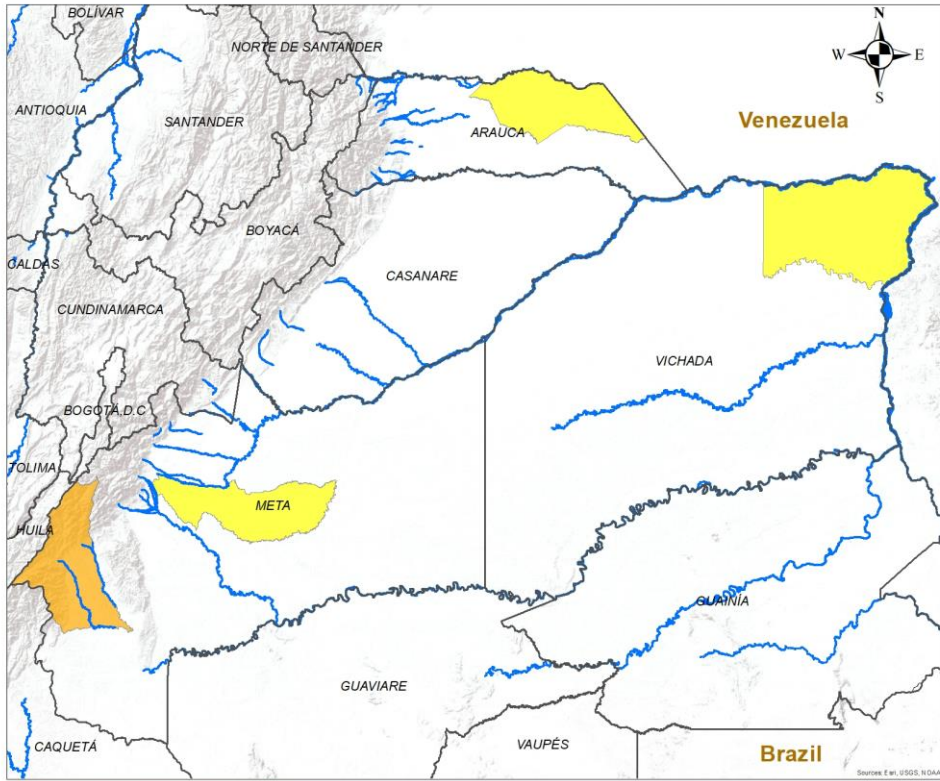 BOLÍVAR
N
NORTE DE SANTANDER
W
E
S
ANTIOQUIA
SANTANDER
Venezuela
ARAUCA
BOYACÁ
CALDAS
CASANARE
CUNDINAMARCA
VICHADA
BOGOTÁ,D.C
TOLIMA
META
HUILA
GUAINÍA
GUAVIARE
CAQUETÁ
VAUPÉS
Brazil
Sources: Esri, USGS, NOAA